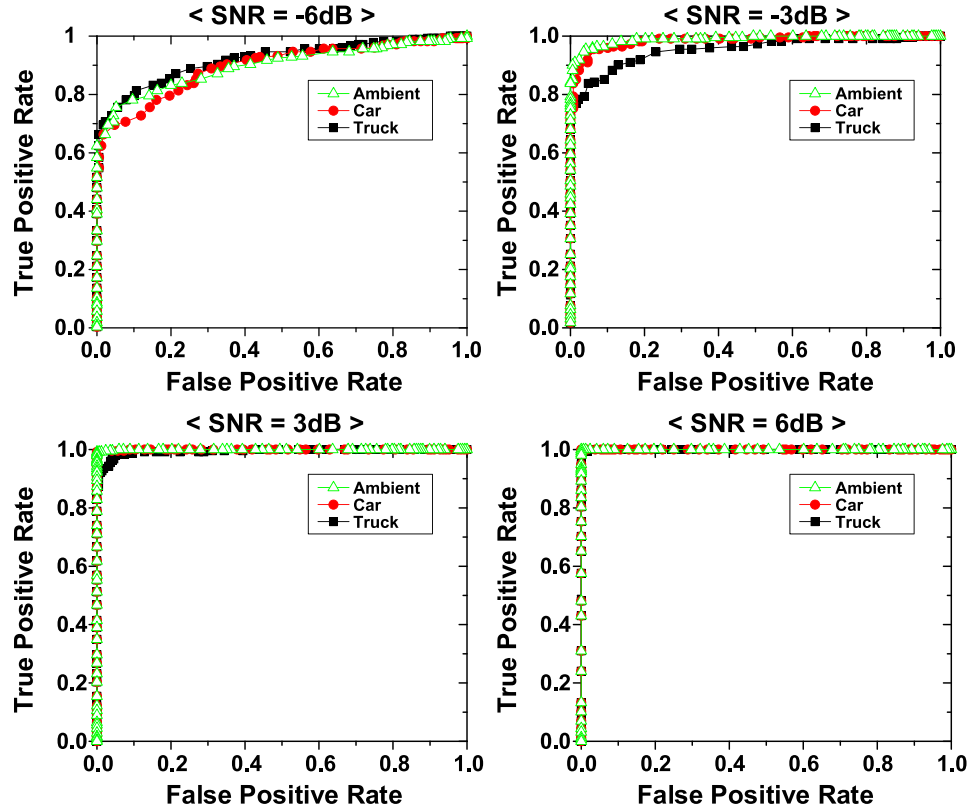 < SNR = -6dB >
1
0.8
0.6
0.4
0.2
0.0
True Positive Rate
Ambient
Car
Truck
0.0 0.2 0.4 0.6 0.8 1.0
False Positive Rate
< SNR = -3dB >
1
0.8
0.6
0.4
0.2
0.0
True Positive Rate
Ambient
Car
Truck
0.0 0.2 0.4 0.6 0.8 1.0
False Positive Rate
< SNR = 3dB >
1.0
0.8
0.6
0.4
0.2
0.0
True Positive Rate
Ambient
Car
Truck
0.0 0.2 0.4 0.6 0.8 1.0
False Positive Rate
< SNR = 6dB >
1.0
0.8
0.6
0.4
0.2
0.0
True Positive Rate
Ambient
Car
Truck
0.0 0.2 0.4 0.6 0.8 1.0
False Positive Rate